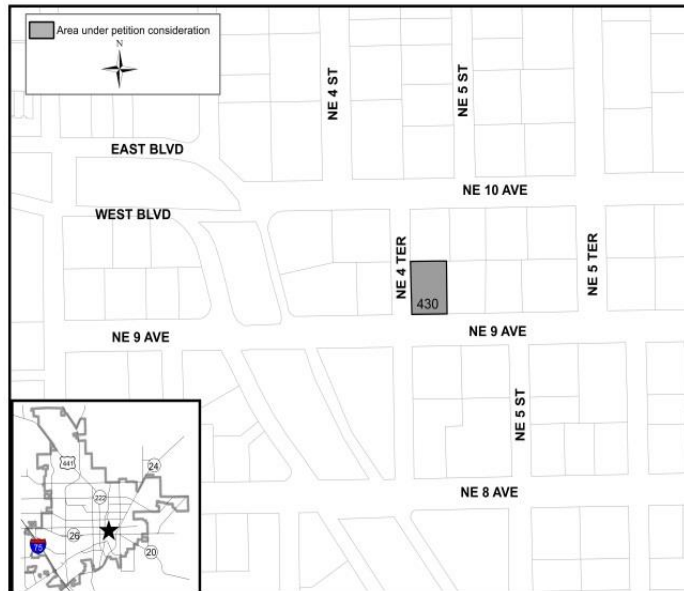 Area under petition consideration
N
NE 4 ST
NE 5 ST
EAST BLVD
NE 10 AVE
WEST BLVD
NE 4 TER
NE 5 TER
430
NE 9 AVE
NE 9 AVE
NE 5 ST
NE 8 AVE
441
24
222
26
75
20